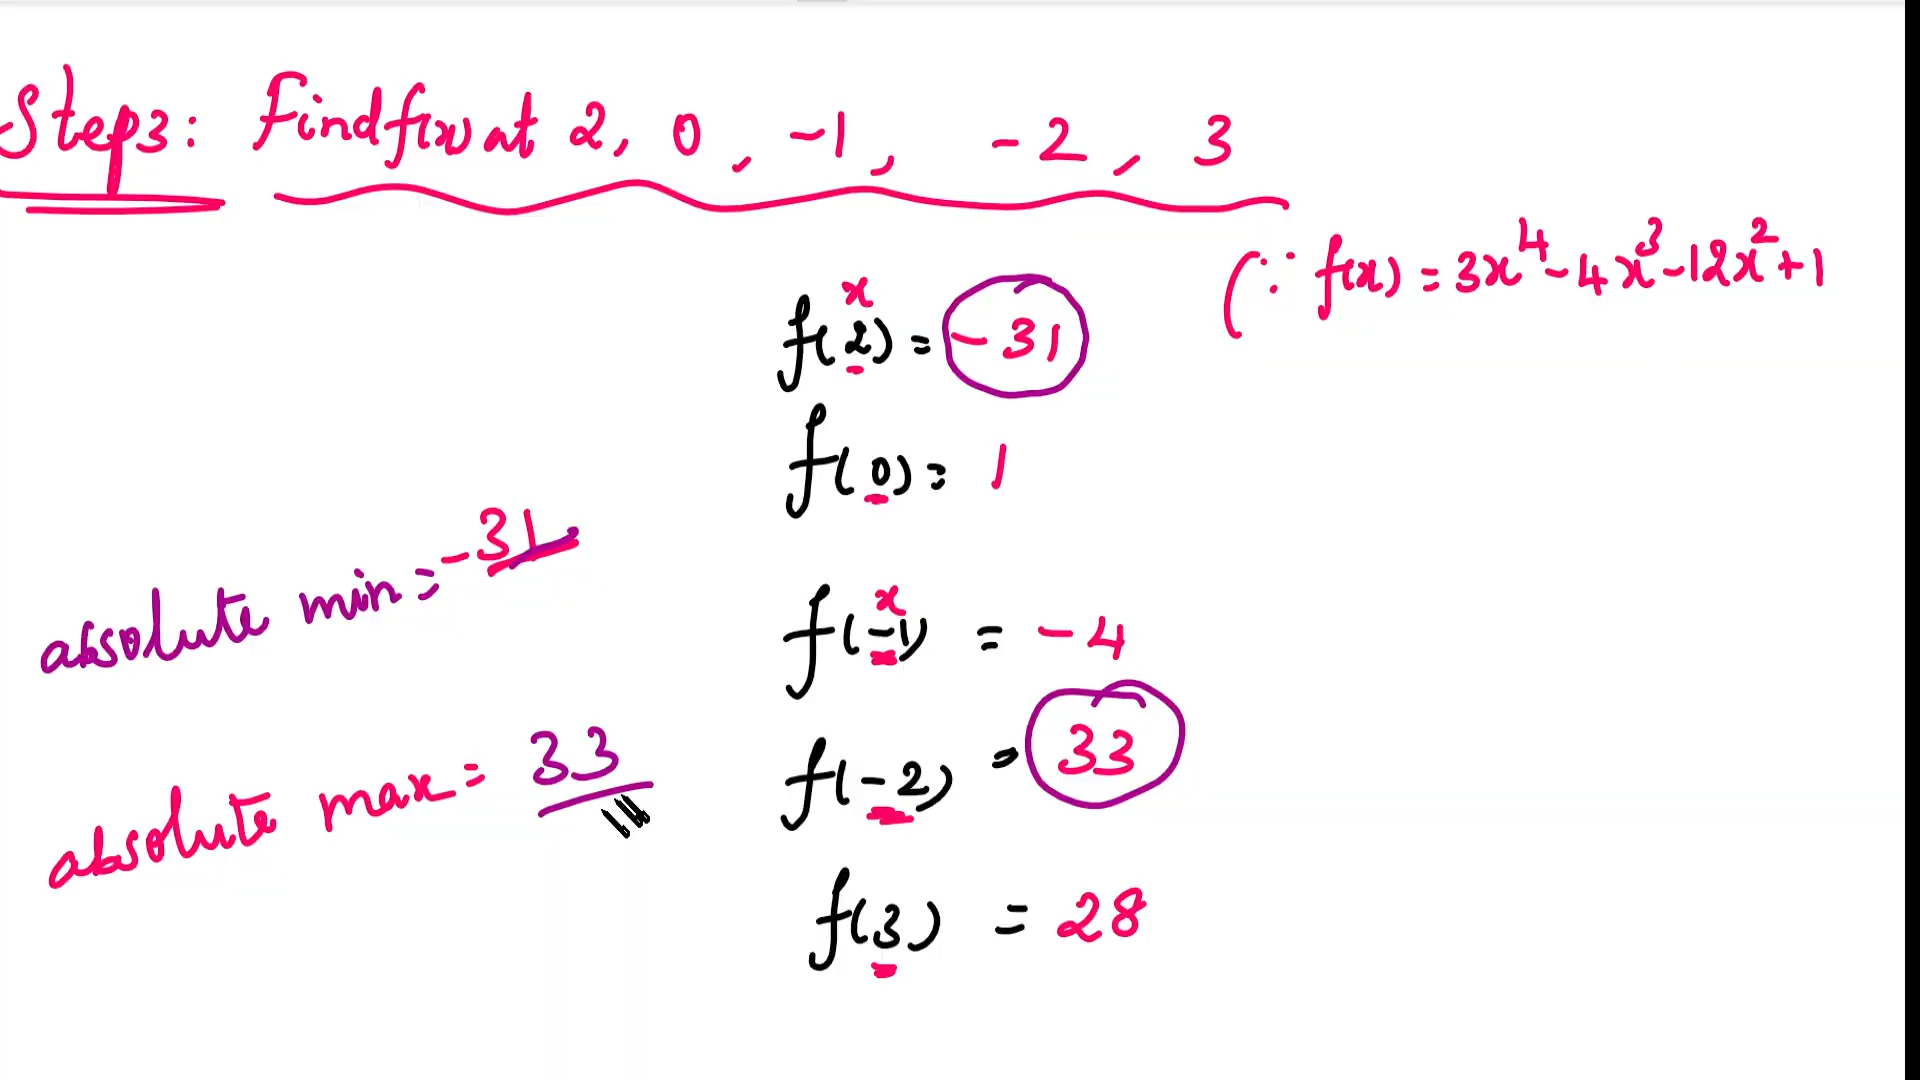 Step3: Find f(x) at 2, 0, -1, -2, 3
(∵ f(x) = 3x⁴-4x³-12x²+1
x
f(2) = -31
f(0) = 1
absolute min = -31
x
f(-1) = -4
absolute max = 33
f(-2) = 33
f(3) = 28